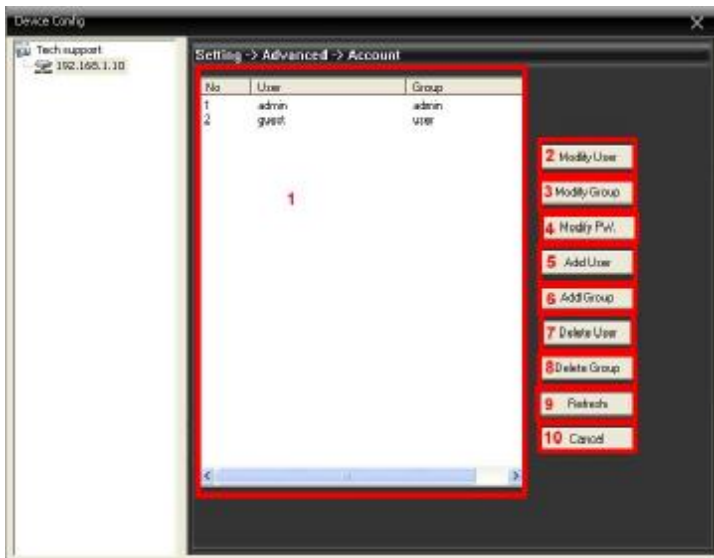 Device Config
Tech support
192.168.1.10
Setting -> Advanced -> Account
No User Group
1 admin admin
2 guest user
1
2 Modify User
3 Modify Group
4 Modify PW.
5 Add User
6 Add Group
7 Delete User
8 Delete Group
9 Refresh
10 Cancel